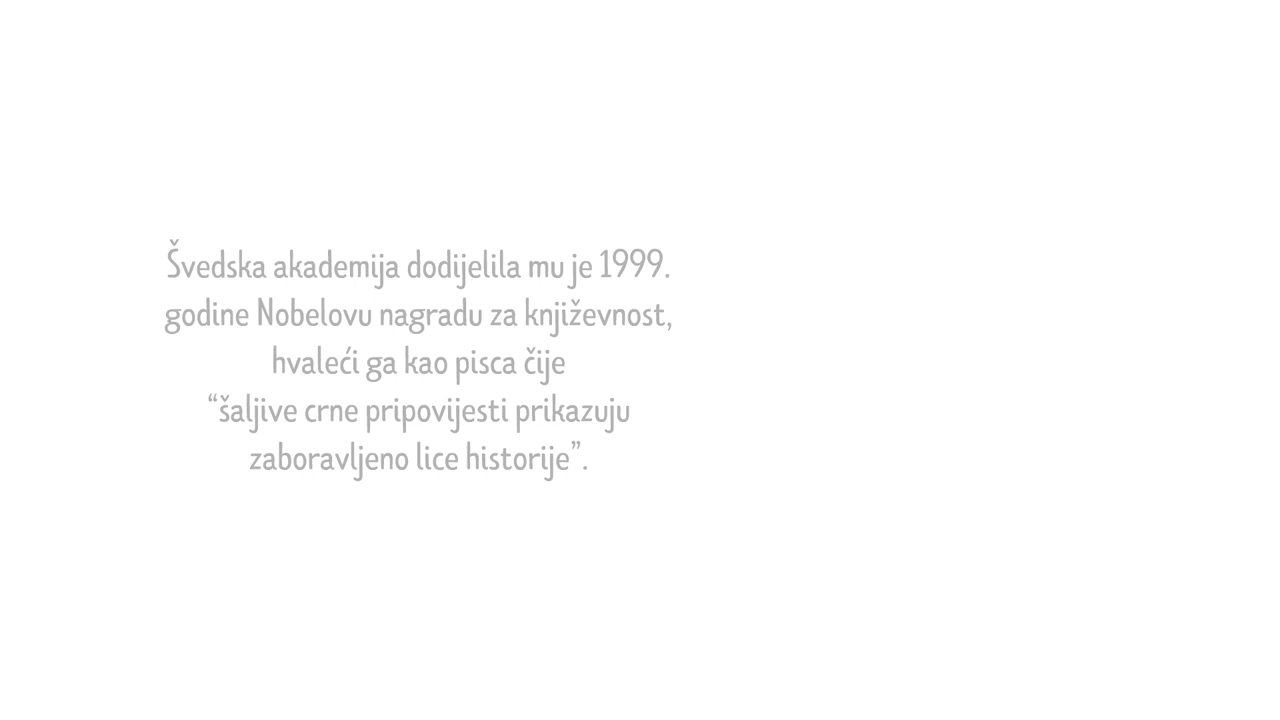 Švedska akademija dodijelila mu je 1999.
godine Nobelovu nagradu za književnost,
hvaleći ga kao pisca čije
“šaljive crne pripovijesti prikazuju
zaboravljeno lice historije”.